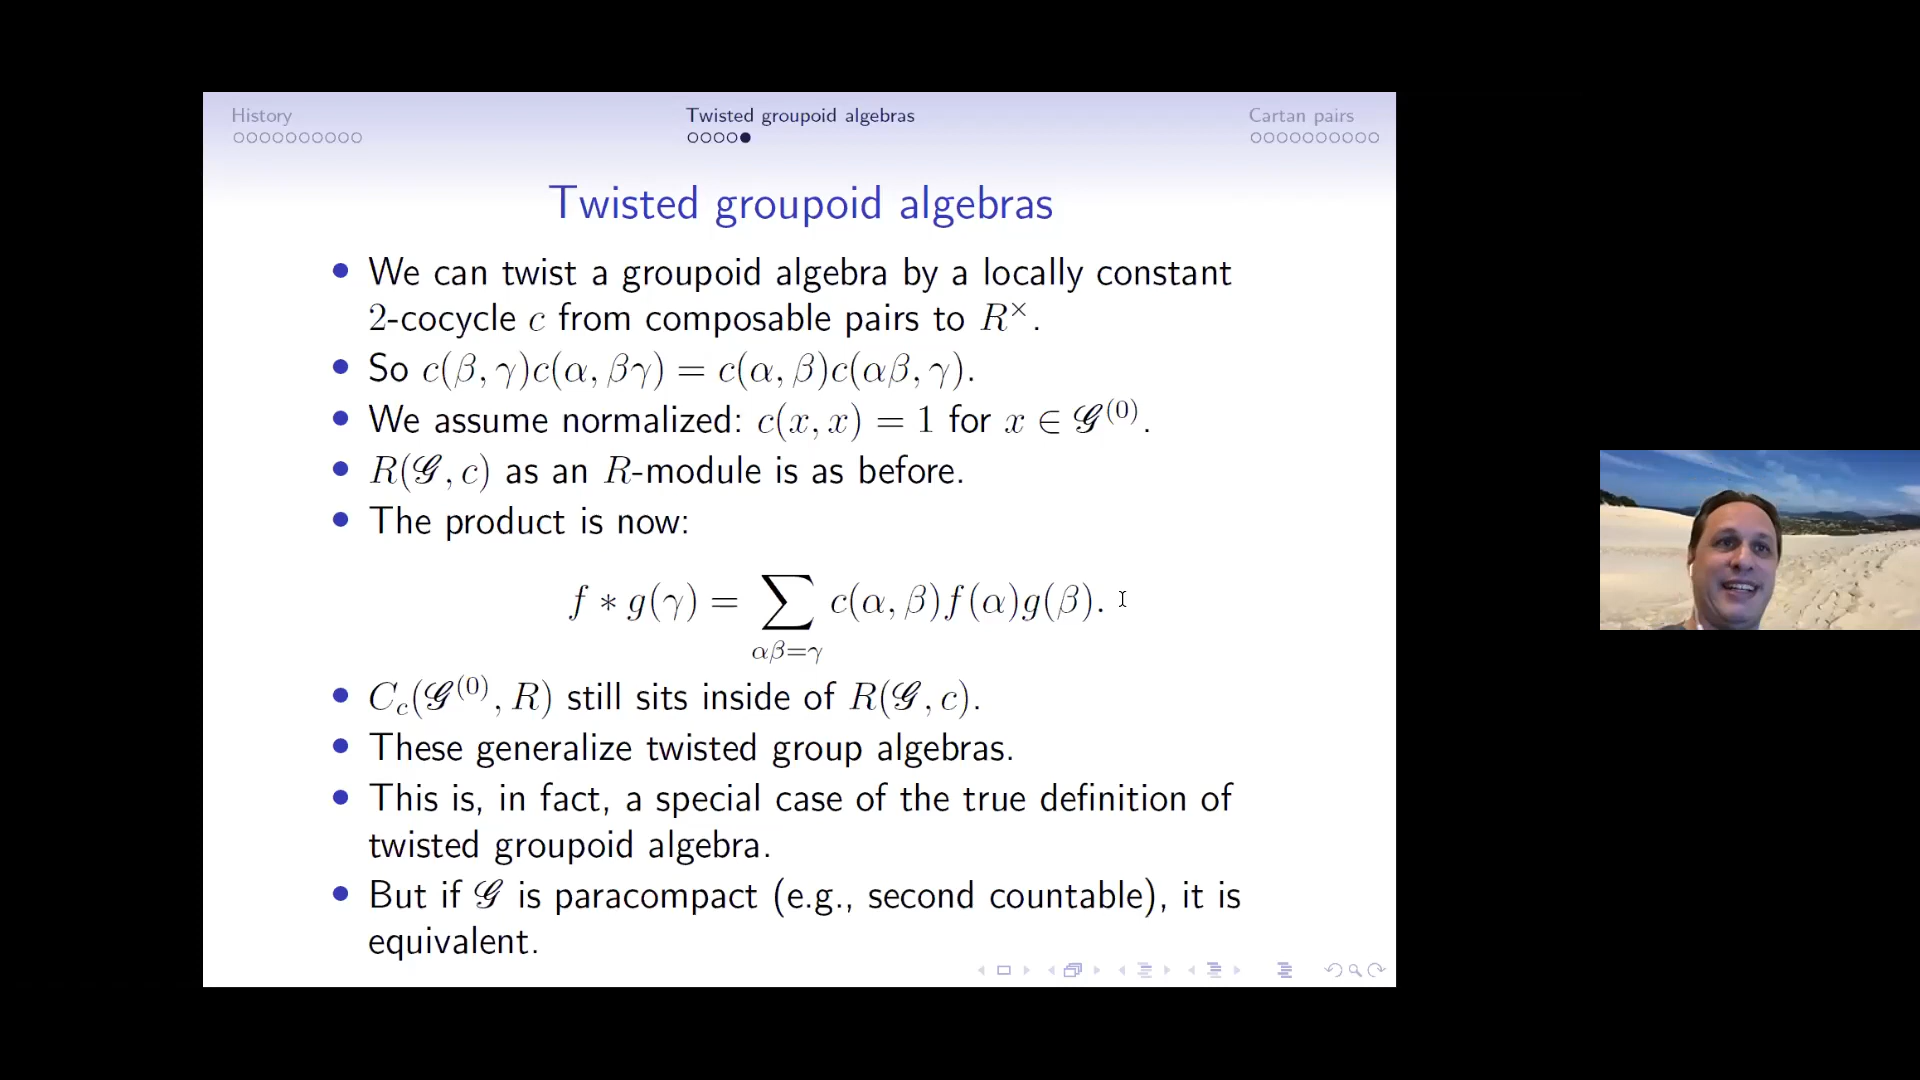 History
Twisted groupoid algebras
Cartan pairs
Twisted groupoid algebras
• We can twist a groupoid algebra by a locally constant
2-cocycle c from composable pairs to R^×.
• So c(β, γ)c(α, βγ) = c(α, β)c(αβ, γ).
• We assume normalized: c(x, x) = 1 for x ∈ 𝒢^(0).
• R(𝒢, c) as an R-module is as before.
• The product is now:
f ∗ g(γ) = ∑_{αβ=γ} c(α, β)f(α)g(β).
• C_c(𝒢^(0), R) still sits inside of R(𝒢, c).
• These generalize twisted group algebras.
• This is, in fact, a special case of the true definition of
twisted groupoid algebra.
• But if 𝒢 is paracompact (e.g., second countable), it is
equivalent.